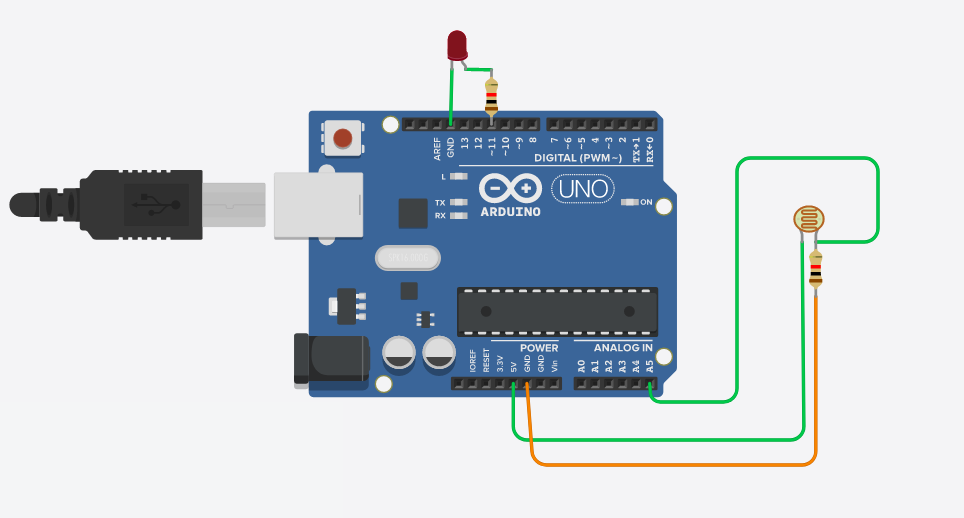 AREF
GND
13
12
~11
~10
~9
8
7
~6
~5
4
~3
2
TX→1
RX←0
DIGITAL (PWM~)
L
TX
RX
UNO
ON
ARDUINO
POWER
ANALOG IN
IOREF
RESET
3.3V
5V
GND
GND
Vin
A0
A1
A2
A3
A4
A5